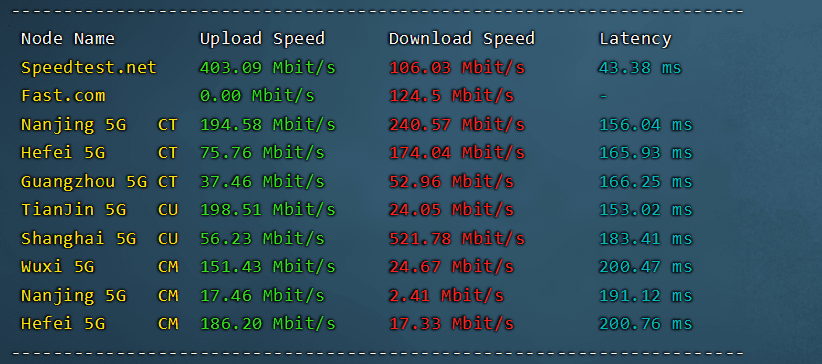 Node Name Upload Speed Download Speed Latency
Speedtest.net 403.09 Mbit/s 106.03 Mbit/s 43.38 ms
Fast.com 0.00 Mbit/s 124.5 Mbit/s -
Nanjing 5G CT 194.58 Mbit/s 240.57 Mbit/s 156.04 ms
Hefei 5G CT 75.76 Mbit/s 174.04 Mbit/s 165.93 ms
Guangzhou 5G CT 37.46 Mbit/s 52.96 Mbit/s 166.25 ms
TianJin 5G CU 198.51 Mbit/s 24.05 Mbit/s 153.02 ms
Shanghai 5G CU 56.23 Mbit/s 521.78 Mbit/s 183.41 ms
Wuxi 5G CM 151.43 Mbit/s 24.67 Mbit/s 200.47 ms
Nanjing 5G CM 17.46 Mbit/s 2.41 Mbit/s 191.12 ms
Hefei 5G CM 186.20 Mbit/s 17.33 Mbit/s 200.76 ms